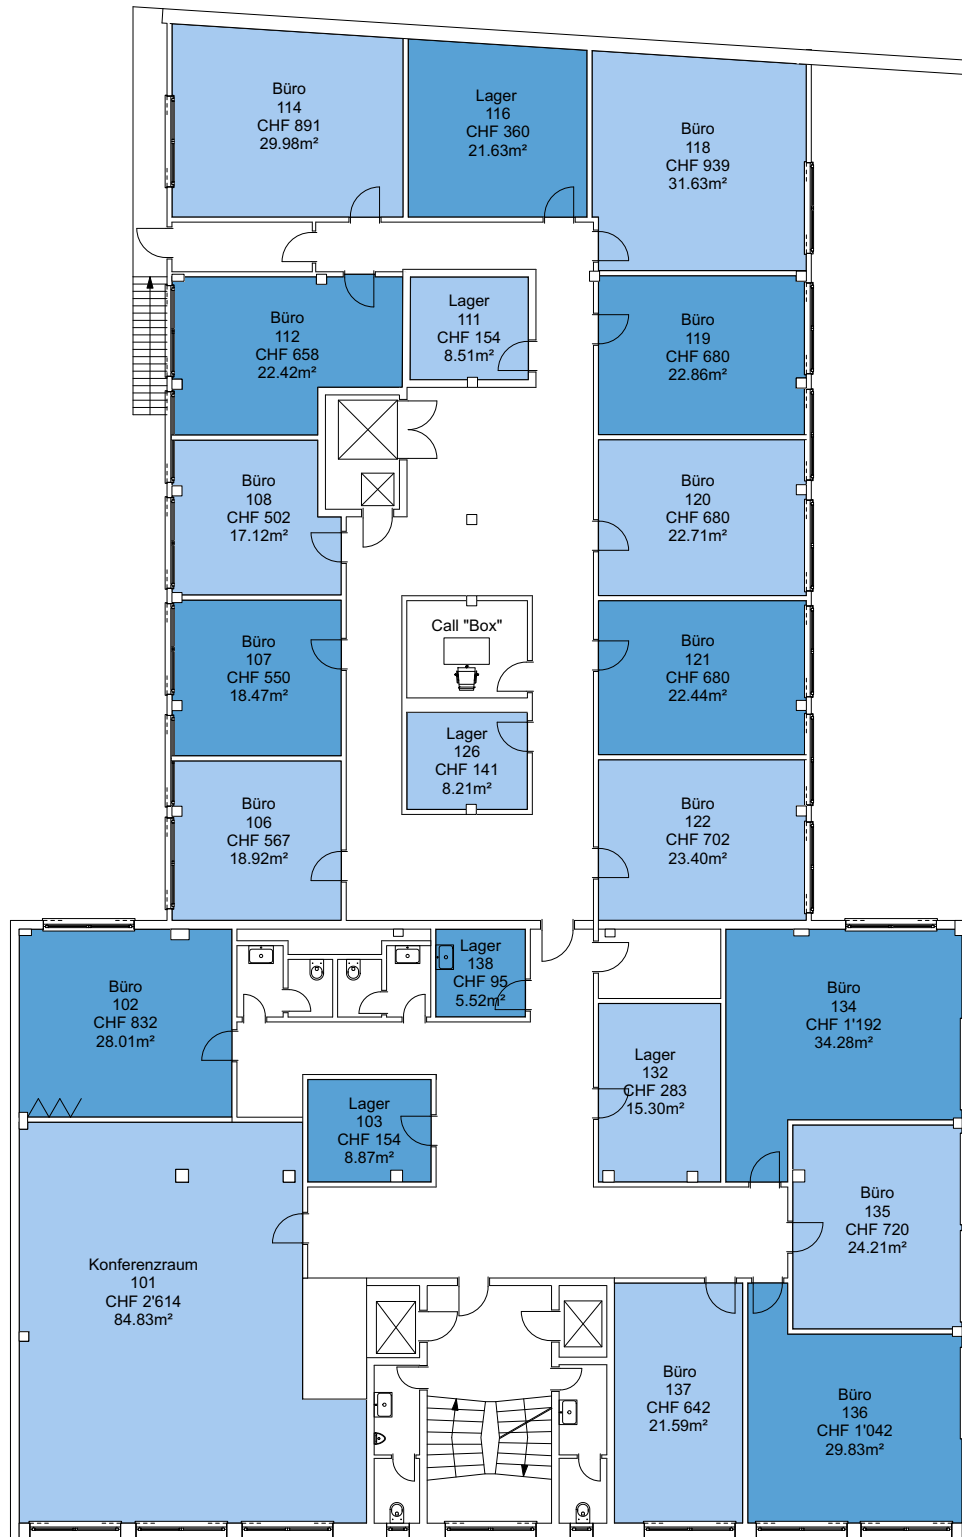 Büro
114
CHF 891
29.98m²
Lager
116
CHF 360
21.63m²
Büro
118
CHF 939
31.63m²
Büro
112
CHF 658
22.42m²
Lager
111
CHF 154
8.51m²
Büro
119
CHF 680
22.86m²
Büro
108
CHF 502
17.12m²
Büro
120
CHF 680
22.71m²
Büro
107
CHF 550
18.47m²
Call "Box"
Büro
121
CHF 680
22.44m²
Lager
126
CHF 141
8.21m²
Büro
106
CHF 567
18.92m²
Büro
122
CHF 702
23.40m²
Büro
102
CHF 832
28.01m²
Lager
138
CHF 95
5.52m²
Büro
134
CHF 1'192
34.28m²
Lager
132
CHF 283
15.30m²
Lager
103
CHF 154
8.87m²
Büro
135
CHF 720
24.21m²
Konferenzraum
101
CHF 2'614
84.83m²
Büro
137
CHF 642
21.59m²
Büro
136
CHF 1'042
29.83m²